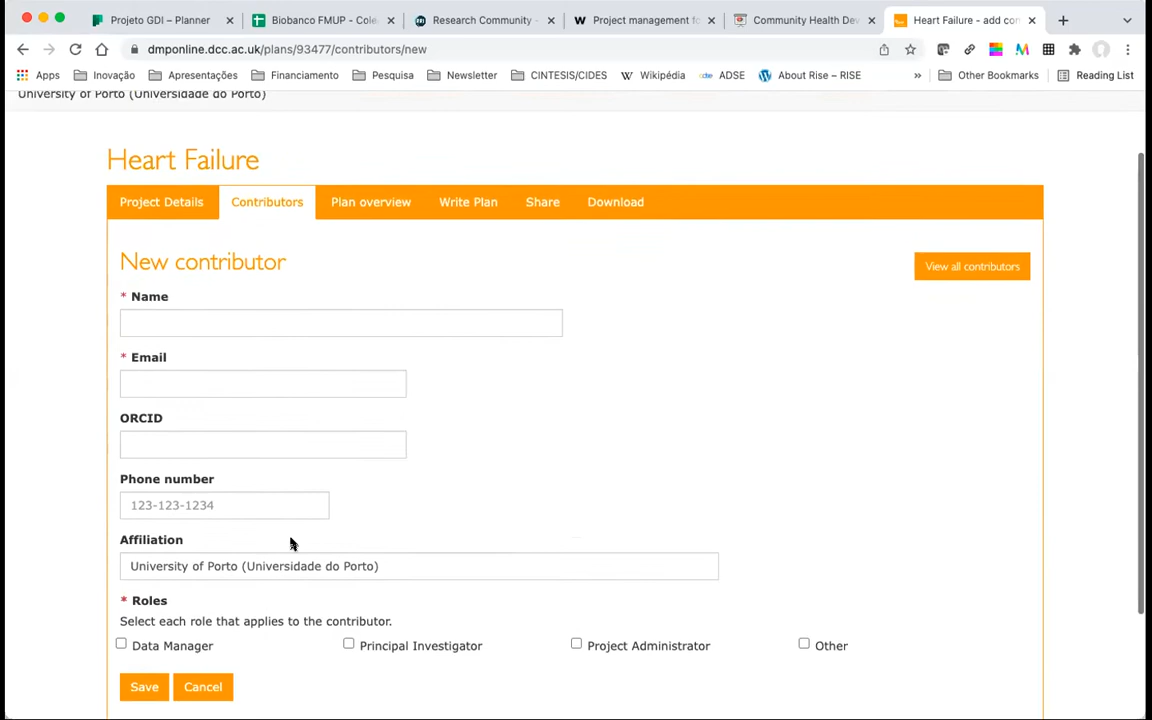 Projeto GDI – Planner
Biobanco FMUP - Cole
Research Community -
Project management fo
Community Health Dev
Heart Failure - add con
dmponline.dcc.ac.uk/plans/93477/contributors/new
Apps
Inovação
Apresentações
Financiamento
Pesquisa
Newsletter
CINTESIS/CIDES
Wikipédia
ADSE
About Rise – RISE
»
Other Bookmarks
Reading List
University of Porto (Universidade do Porto)
Heart Failure
Project Details
Contributors
Plan overview
Write Plan
Share
Download
New contributor
View all contributors
* Name
* Email
ORCID
Phone number
123-123-1234
Affiliation
University of Porto (Universidade do Porto)
* Roles
Select each role that applies to the contributor.
Data Manager
Principal Investigator
Project Administrator
Other
Save
Cancel